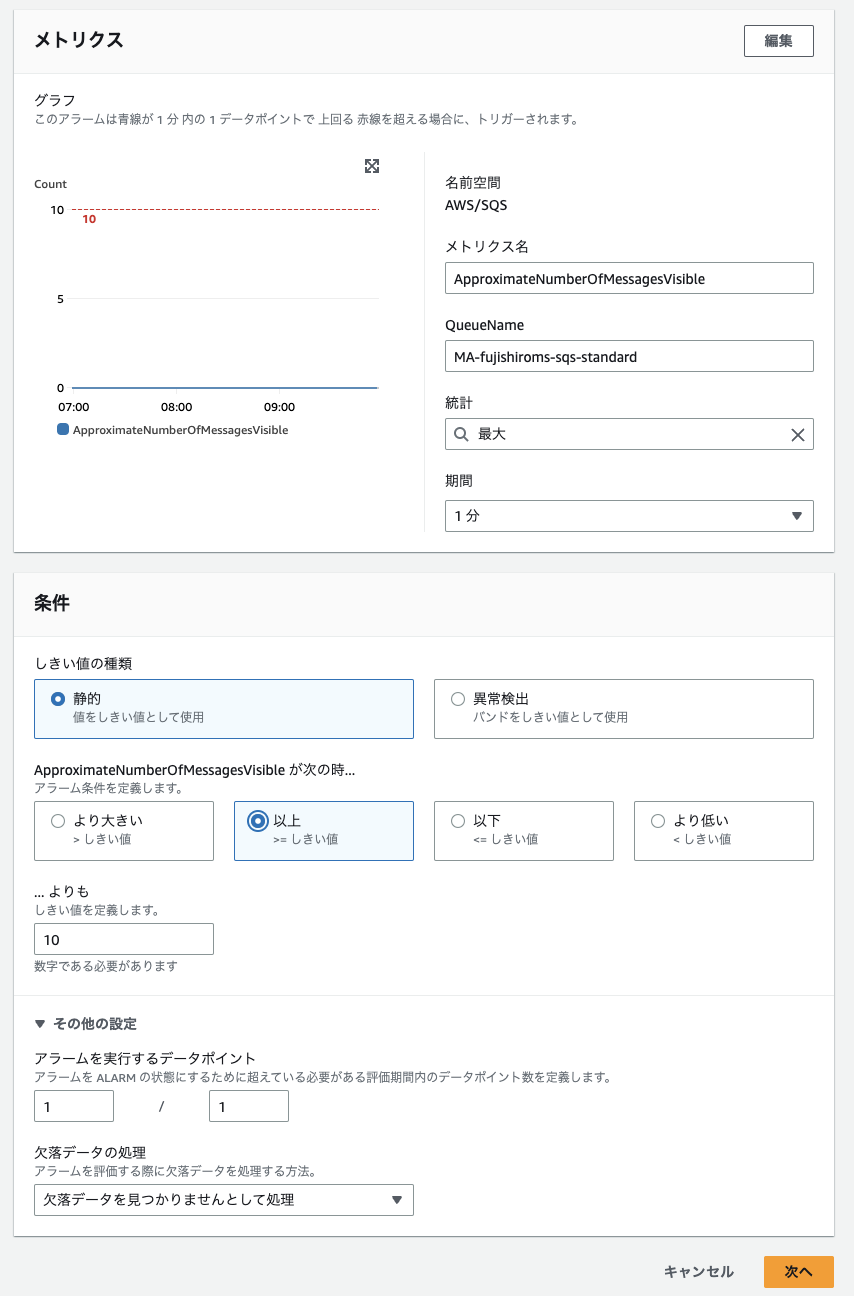 メトリクス
編集
グラフ
このアラームは青線が 1 分 内の 1 データポイントで 上回る 赤線を超える場合に、トリガーされます。
Count
10
10
5
0
07:00 08:00 09:00
ApproximateNumberOfMessagesVisible
名前空間
AWS/SQS
メトリクス名
ApproximateNumberOfMessagesVisible
QueueName
MA-fujishiroms-sqs-standard
統計
最大
期間
1 分
条件
しきい値の種類
静的
値をしきい値として使用
異常検出
バンドをしきい値として使用
ApproximateNumberOfMessagesVisible が次の時...
アラーム条件を定義します。
より大きい
> しきい値
以上
>= しきい値
以下
<= しきい値
より低い
< しきい値
... よりも
しきい値を定義します。
10
数字である必要があります
その他の設定
アラームを実行するデータポイント
アラームを ALARM の状態にするために超えている必要がある評価期間内のデータポイント数を定義します。
1 / 1
欠落データの処理
アラームを評価する際に欠落データを処理する方法。
欠落データを見つかりませんとして処理
キャンセル
次へ